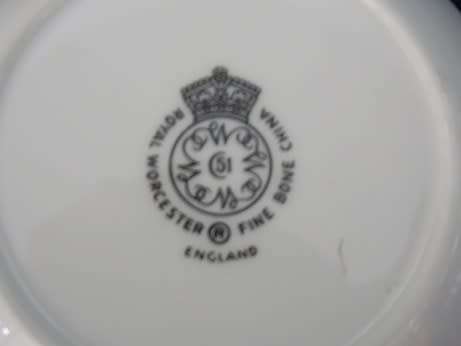 ROYAL WORCESTER ® FINE BONE CHINA
51
ENGLAND